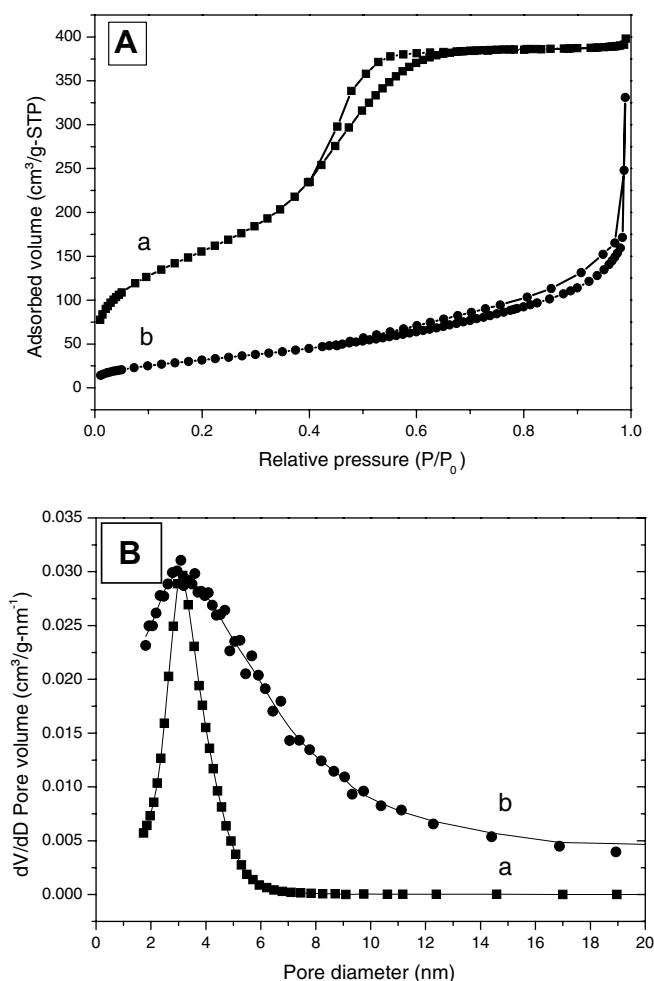 A
400
350
300
250
200
150
100
50
0
Adsorbed volume (cm³/g-STP)
a
b
0.0 0.2 0.4 0.6 0.8 1.0
Relative pressure (P/P₀)
B
0.035
0.030
0.025
0.020
0.015
0.010
0.005
0.000
dV/dD Pore volume (cm³/g-nm⁻¹)
b
a
0 2 4 6 8 10 12 14 16 18 20
Pore diameter (nm)